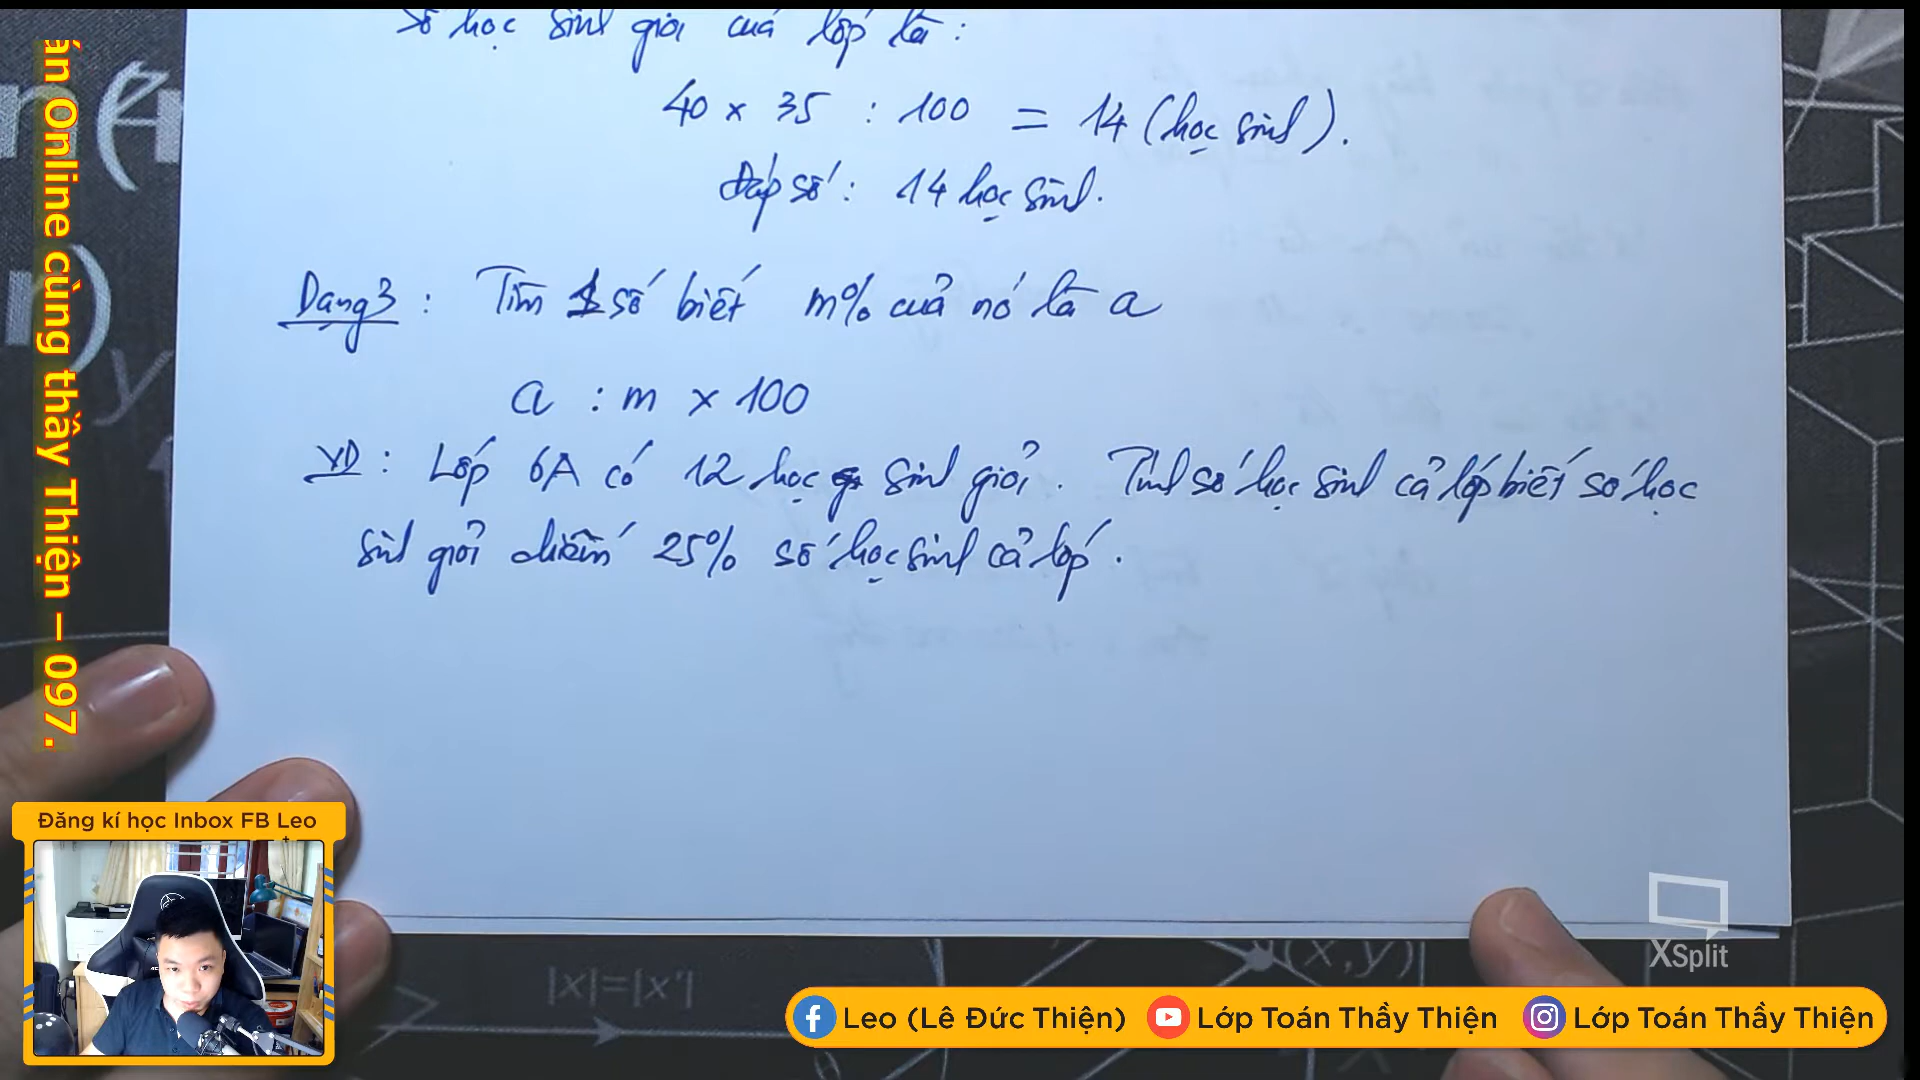 Số học sinh giỏi của lớp là:
40 x 35 : 100 = 14 (học sinh).
Đáp số: 14 học sinh.
Dạng 3: Tìm 1 số biết m% của nó là a
a : m x 100
VD: Lớp 6A có 12 học sinh giỏi. Tính số học sinh cả lớp biết số học
sinh giỏi chiếm 25% số học sinh cả lớp.
án Online cùng thầy Thiện – 097.
Đăng kí học Inbox FB Leo
|x|=|x'|
(x,y)
XSplit
Leo (Lê Đức Thiện) Lớp Toán Thầy Thiện Lớp Toán Thầy Thiện